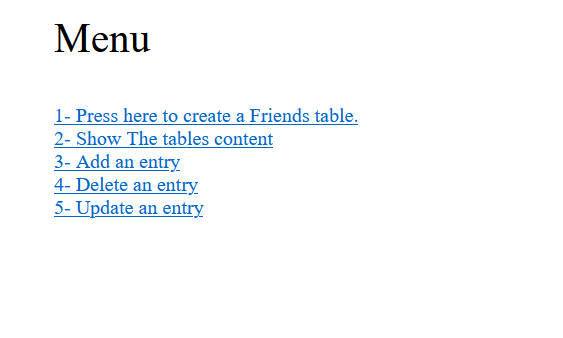 Menu
1- Press here to create a Friends table.
2- Show The tables content
3- Add an entry
4- Delete an entry
5- Update an entry